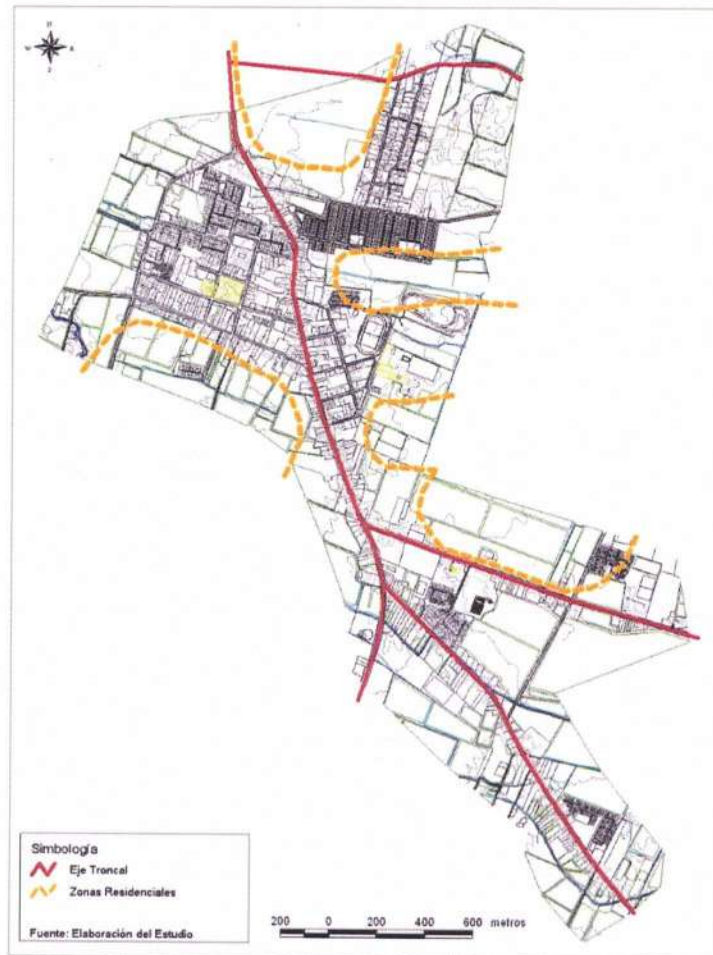 Simbología
Eje Troncal
Zonas Residenciales
Fuente: Elaboración del Estudio
200 0 200 400 600 metros